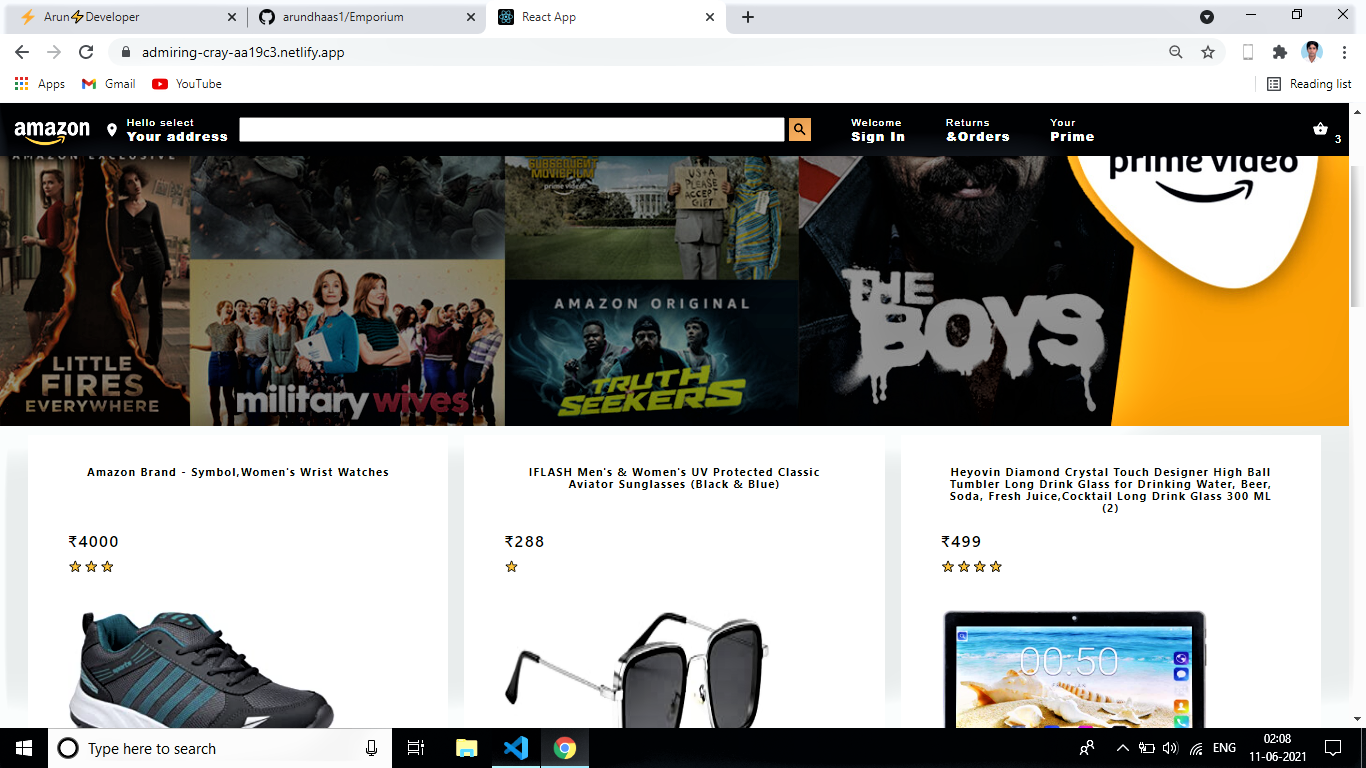 Arun⚡Developer
arundhaas1/Emporium
React App
admiring-cray-aa19c3.netlify.app
Apps
Gmail
YouTube
Reading list
amazon
Hello select
Your address
Welcome
Sign In
Returns
&Orders
Your
Prime
3
AMAZON EXCLUSIVE
LITTLE
FIRES
EVERYWHERE
military wives
SUBSEQUENT
MOVIEFILM
prime video
USA
PLEASE
ACCEPT
GIFT
AMAZON ORIGINAL
TRUTH
SEEKERS
THE
BOYS
prime video
Amazon Brand - Symbol,Women's Wrist Watches
₹4000
IFLASH Men's & Women's UV Protected Classic
Aviator Sunglasses (Black & Blue)
₹288
Heyovin Diamond Crystal Touch Designer High Ball
Tumbler Long Drink Glass for Drinking Water, Beer,
Soda, Fresh Juice,Cocktail Long Drink Glass 300 ML
(2)
₹499
00:50
Type here to search
ENG
02:08
11-06-2021